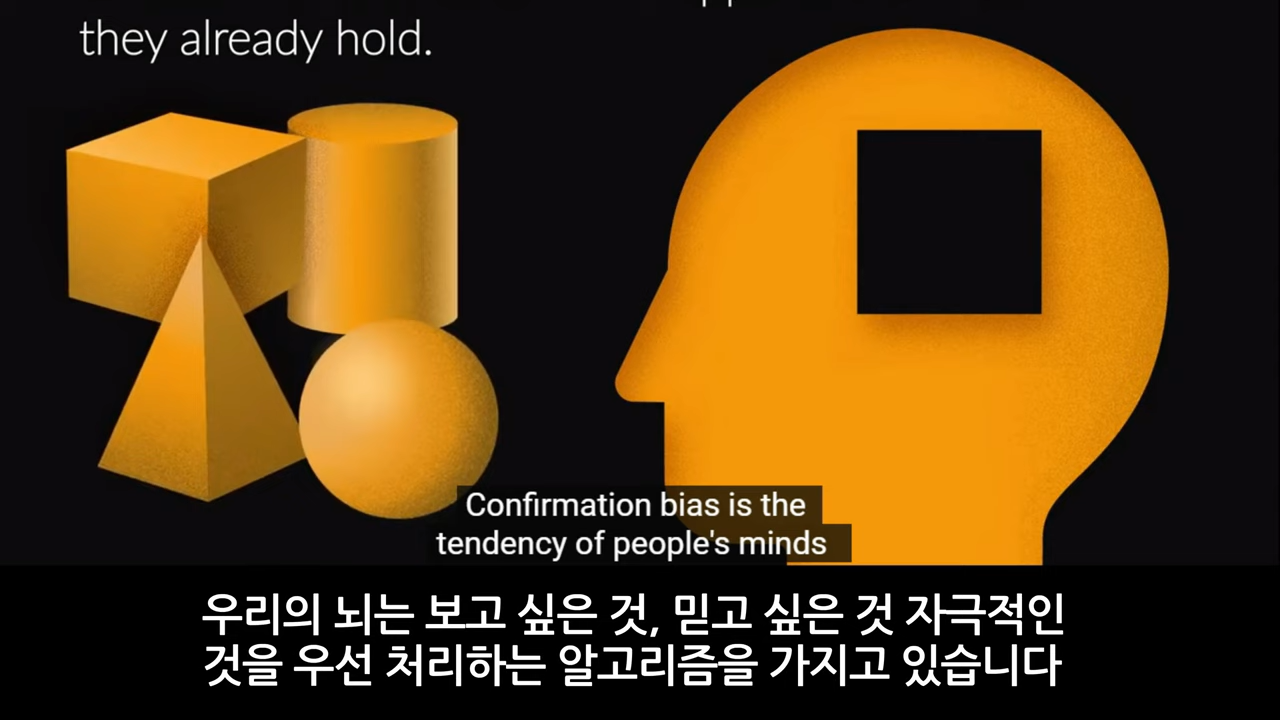 they already hold.
Confirmation bias is the
tendency of people's minds
우리의 뇌는 보고 싶은 것, 믿고 싶은 것 자극적인
것을 우선 처리하는 알고리즘을 가지고 있습니다